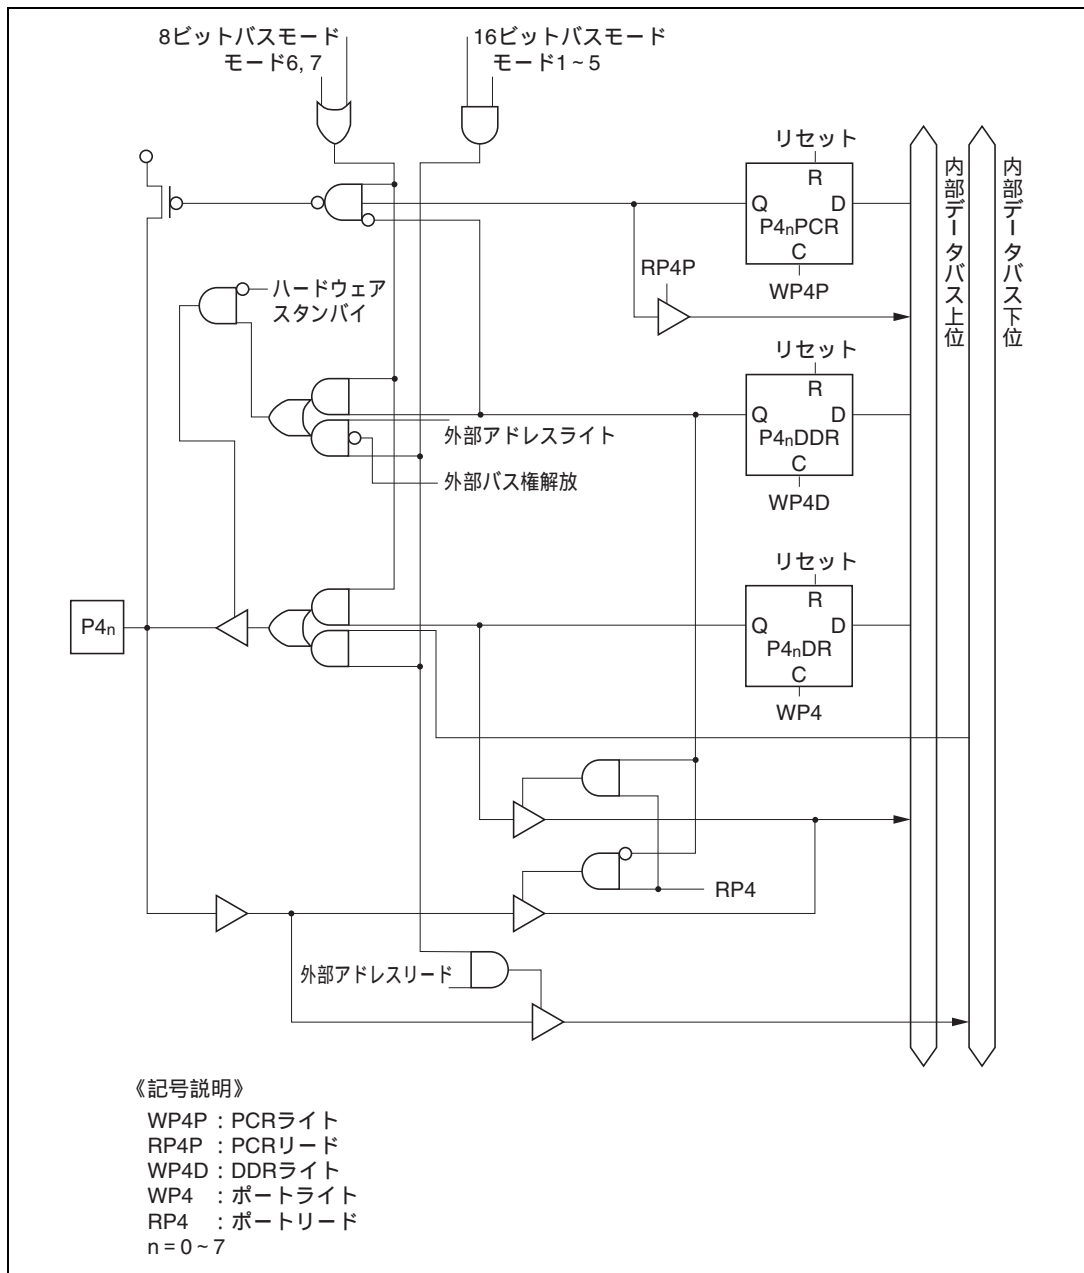 8ビットバスモード
モード6, 7
16ビットバスモード
モード1~5
リセット
R
Q D
P4nPCR
C
WP4P
RP4P
内部データバス上位
内部データバス下位
ハードウェア
スタンバイ
リセット
R
Q D
P4nDDR
C
WP4D
外部アドレスライト
外部バス権解放
リセット
R
Q D
P4nDR
C
WP4
P4n
RP4
外部アドレスリード
《記号説明》
WP4P : PCRライト
RP4P : PCRリード
WP4D : DDRライト
WP4 : ポートライト
RP4 : ポートリード
n = 0 ~ 7